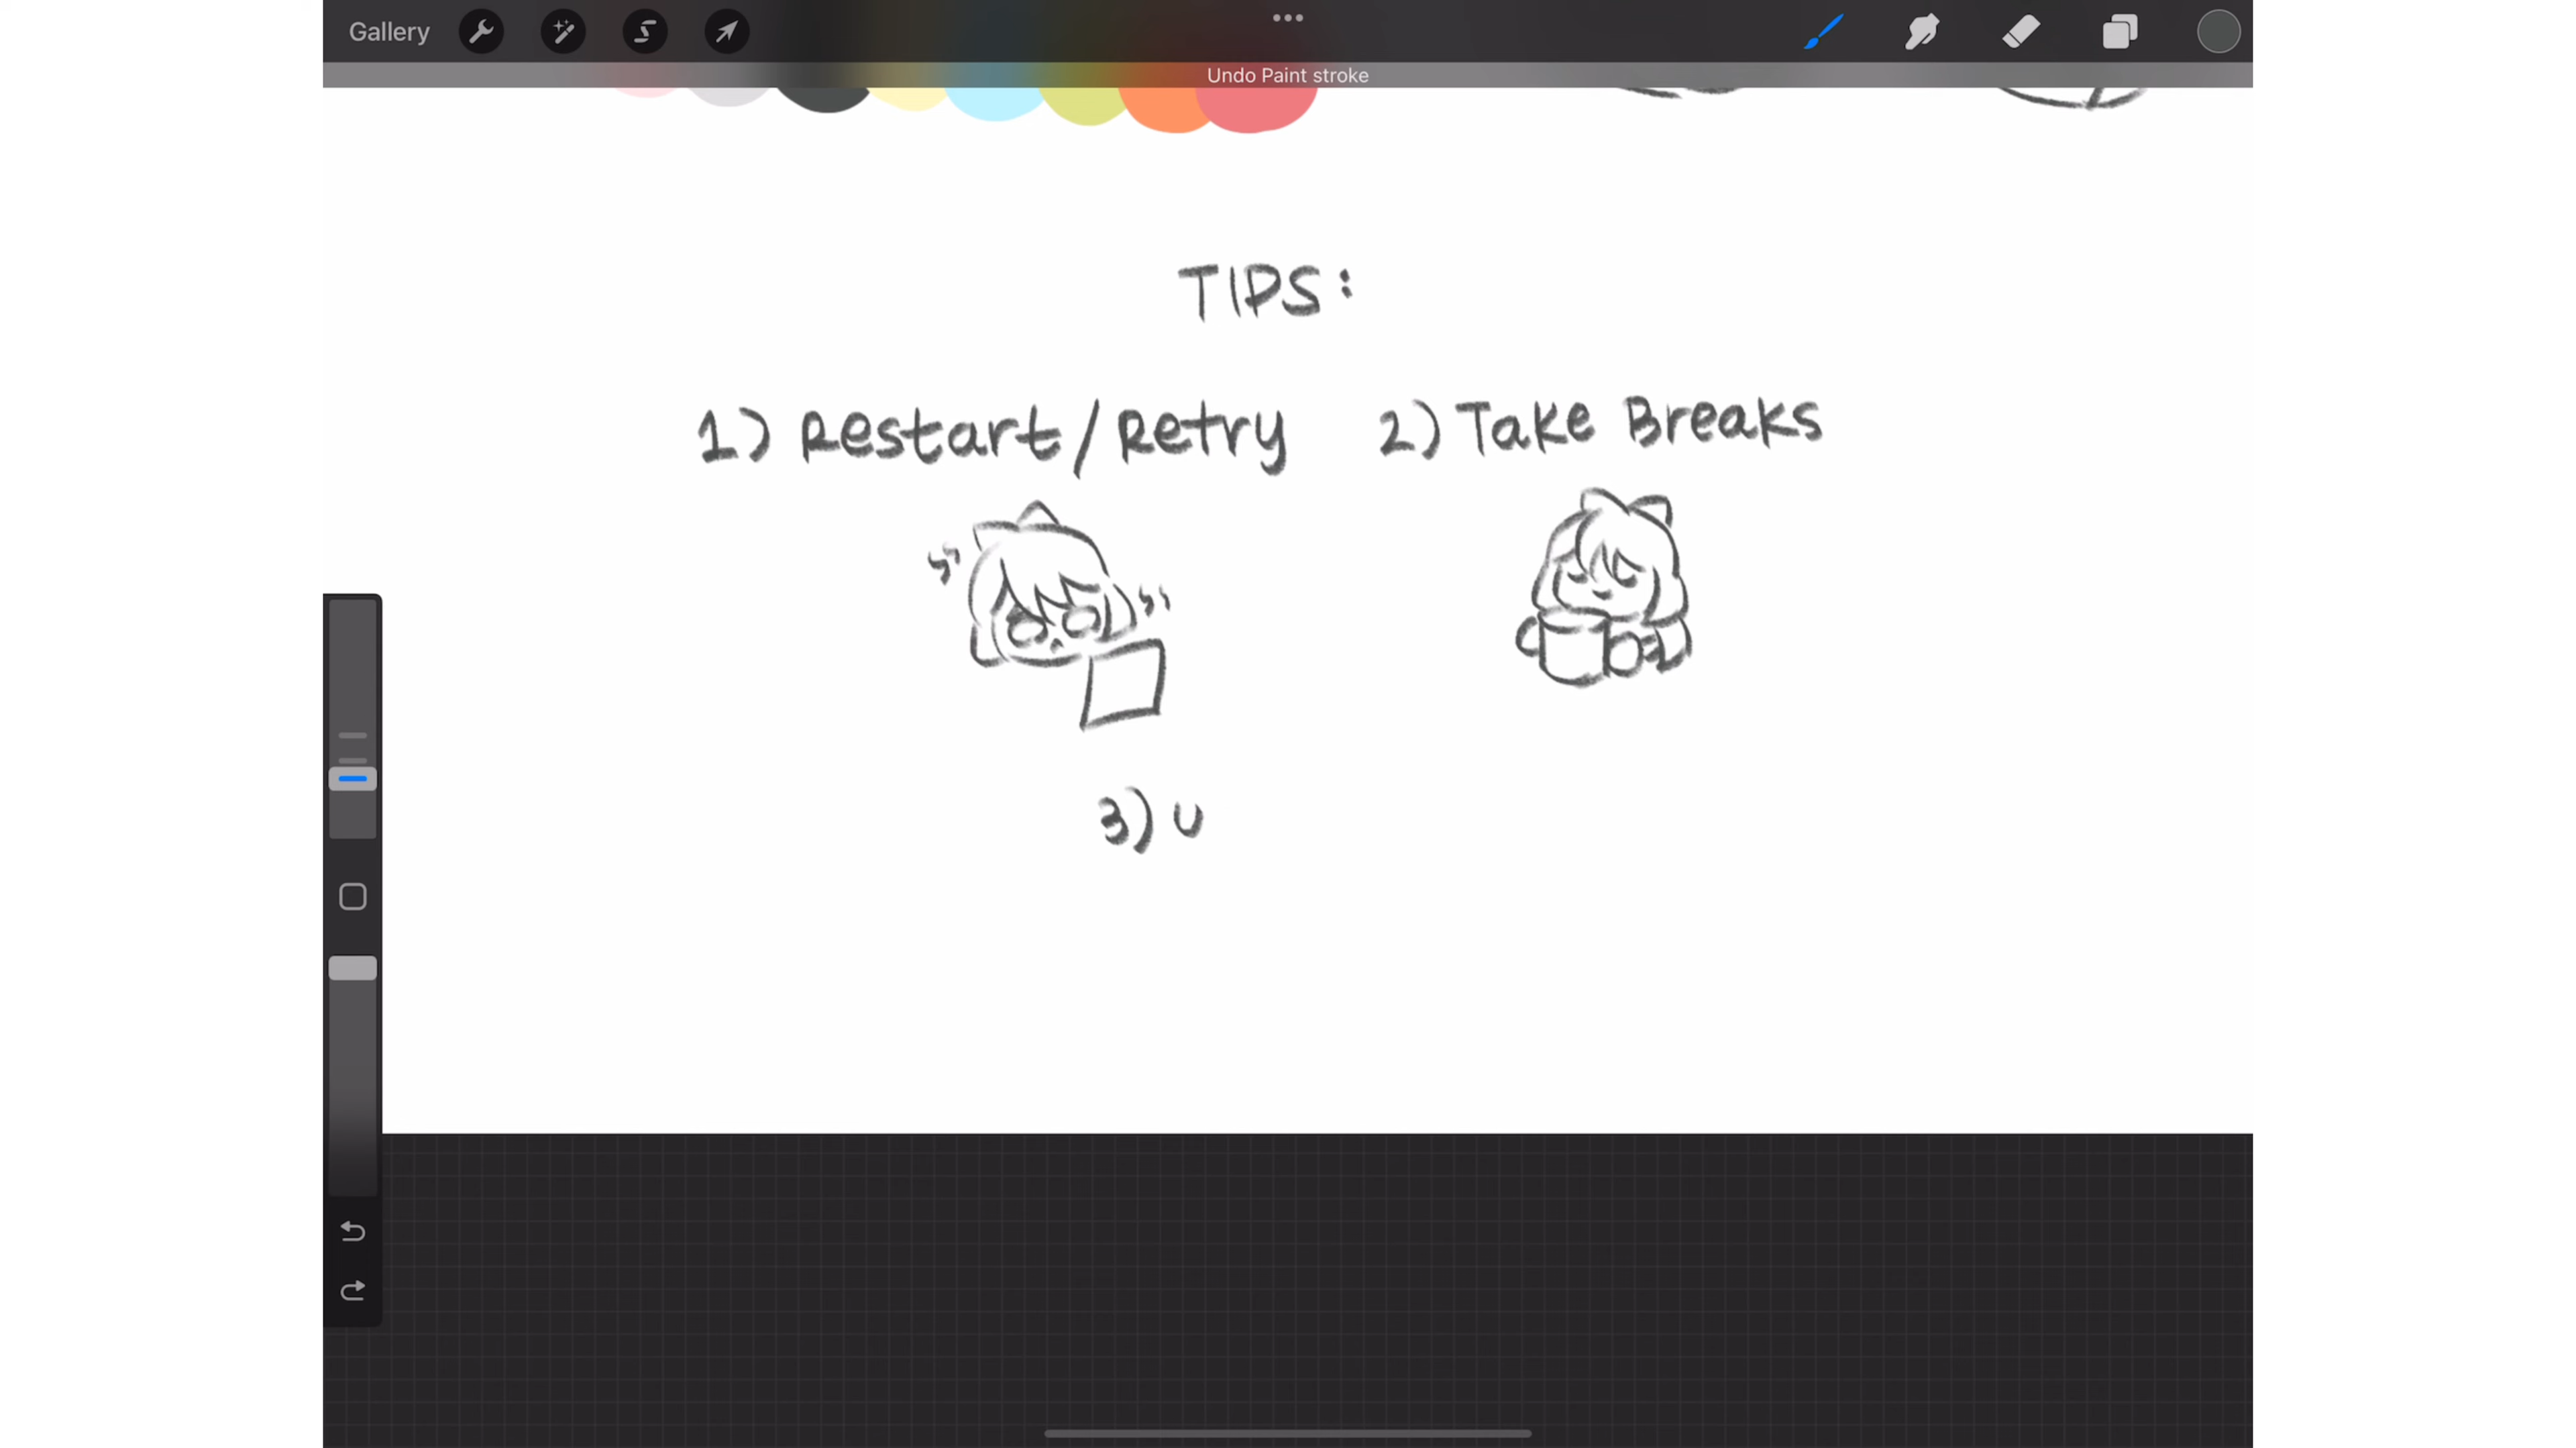 Gallery
Undo Paint stroke
TIPS:
1) Restart/Retry 2) Take Breaks
3) U